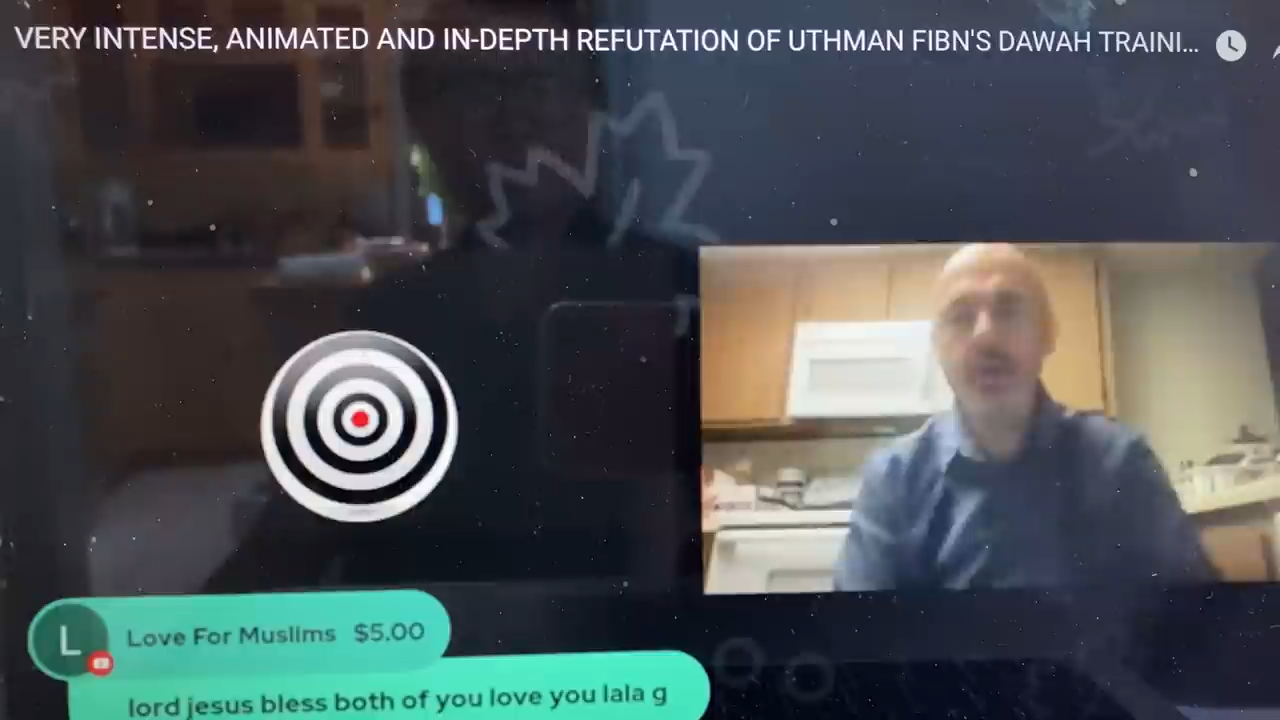 VERY INTENSE, ANIMATED AND IN-DEPTH REFUTATION OF UTHMAN FIBN'S DAWAH TRAINI...
L Love For Muslims $5.00
lord jesus bless both of you love you lala g